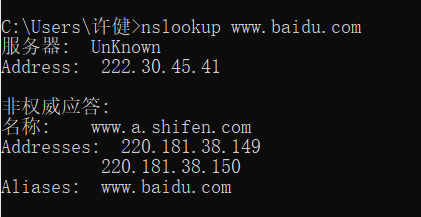 C:\Users\许健>nslookup www.baidu.com
服务器:  UnKnown
Address:  222.30.45.41

非权威应答:
名称:    www.a.shifen.com
Addresses:  220.181.38.149
          220.181.38.150
Aliases:  www.baidu.com